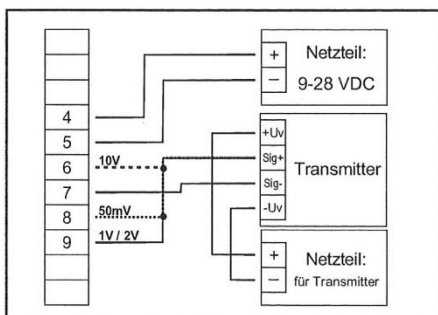 4
5
6
7
8
9
10V
50mV
1V / 2V
+
−
Netzteil:
9-28 VDC
+Uv
Sig+
Sig-
-Uv
Transmitter
+
−
Netzteil:
für Transmitter